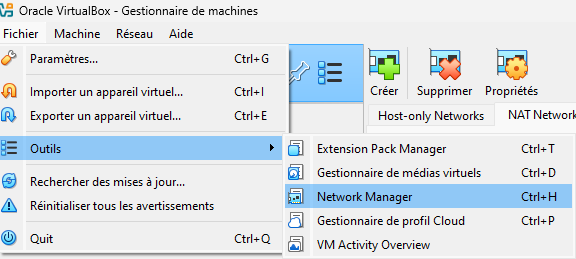 Oracle VirtualBox - Gestionnaire de machines
Fichier Machine Réseau Aide
Paramètres... Ctrl+G
Importer un appareil virtuel... Ctrl+I
Exporter un appareil virtuel... Ctrl+E
Outils
Rechercher des mises à jour...
Réinitialiser tous les avertissements
Quit Ctrl+Q
Créer Supprimer Propriétés
Host-only Networks NAT Network
Extension Pack Manager Ctrl+T
Gestionnaire de médias virtuels Ctrl+D
Network Manager Ctrl+H
Gestionnaire de profil Cloud Ctrl+P
VM Activity Overview